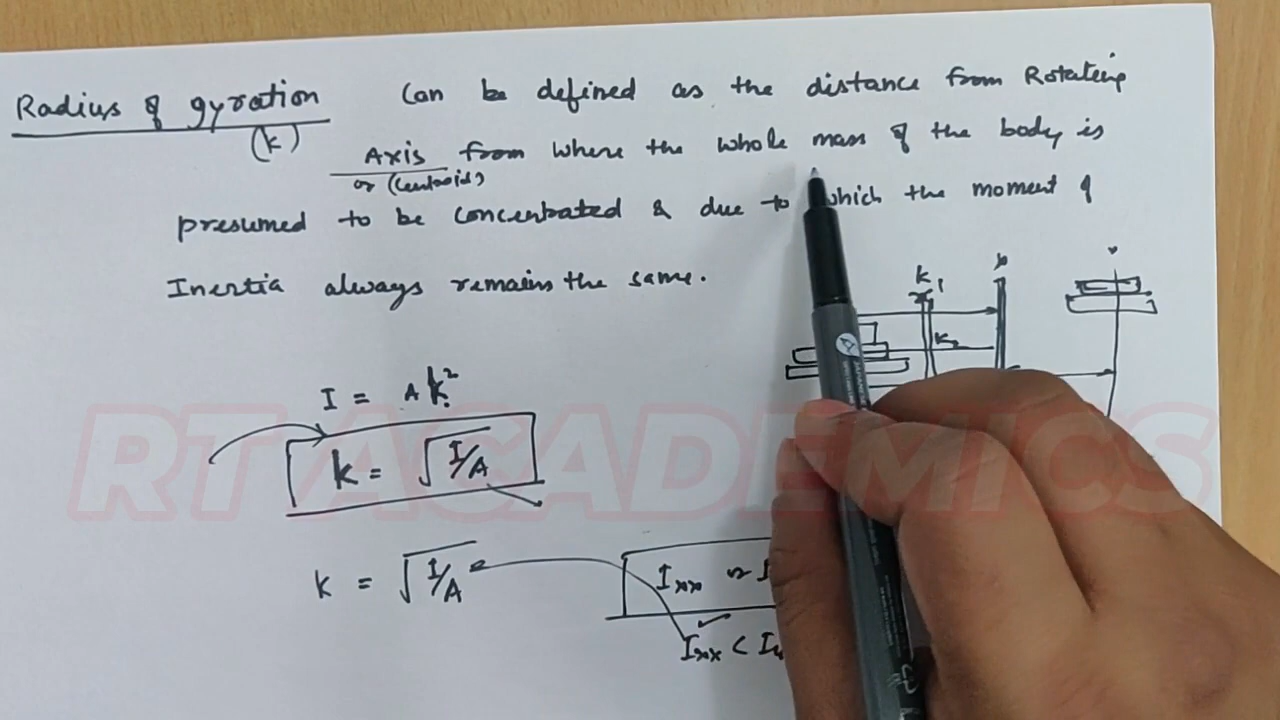 Radius of gyration Can be defined as the distance from Rotating
(k)
Axis from where the whole mass of the body is
or (Centroid)
presumed to be concentrated & due to which the moment of
Inertia always remains the same.
k1
k2
I = Ak²
k = √I/A
RT ACADEMICS
k = √I/A
Ixx or I
Ixx < I